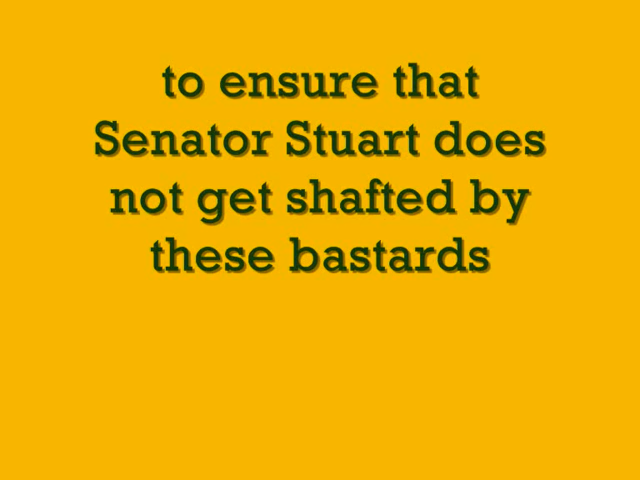 to ensure that
Senator Stuart does
not get shafted by
these bastards